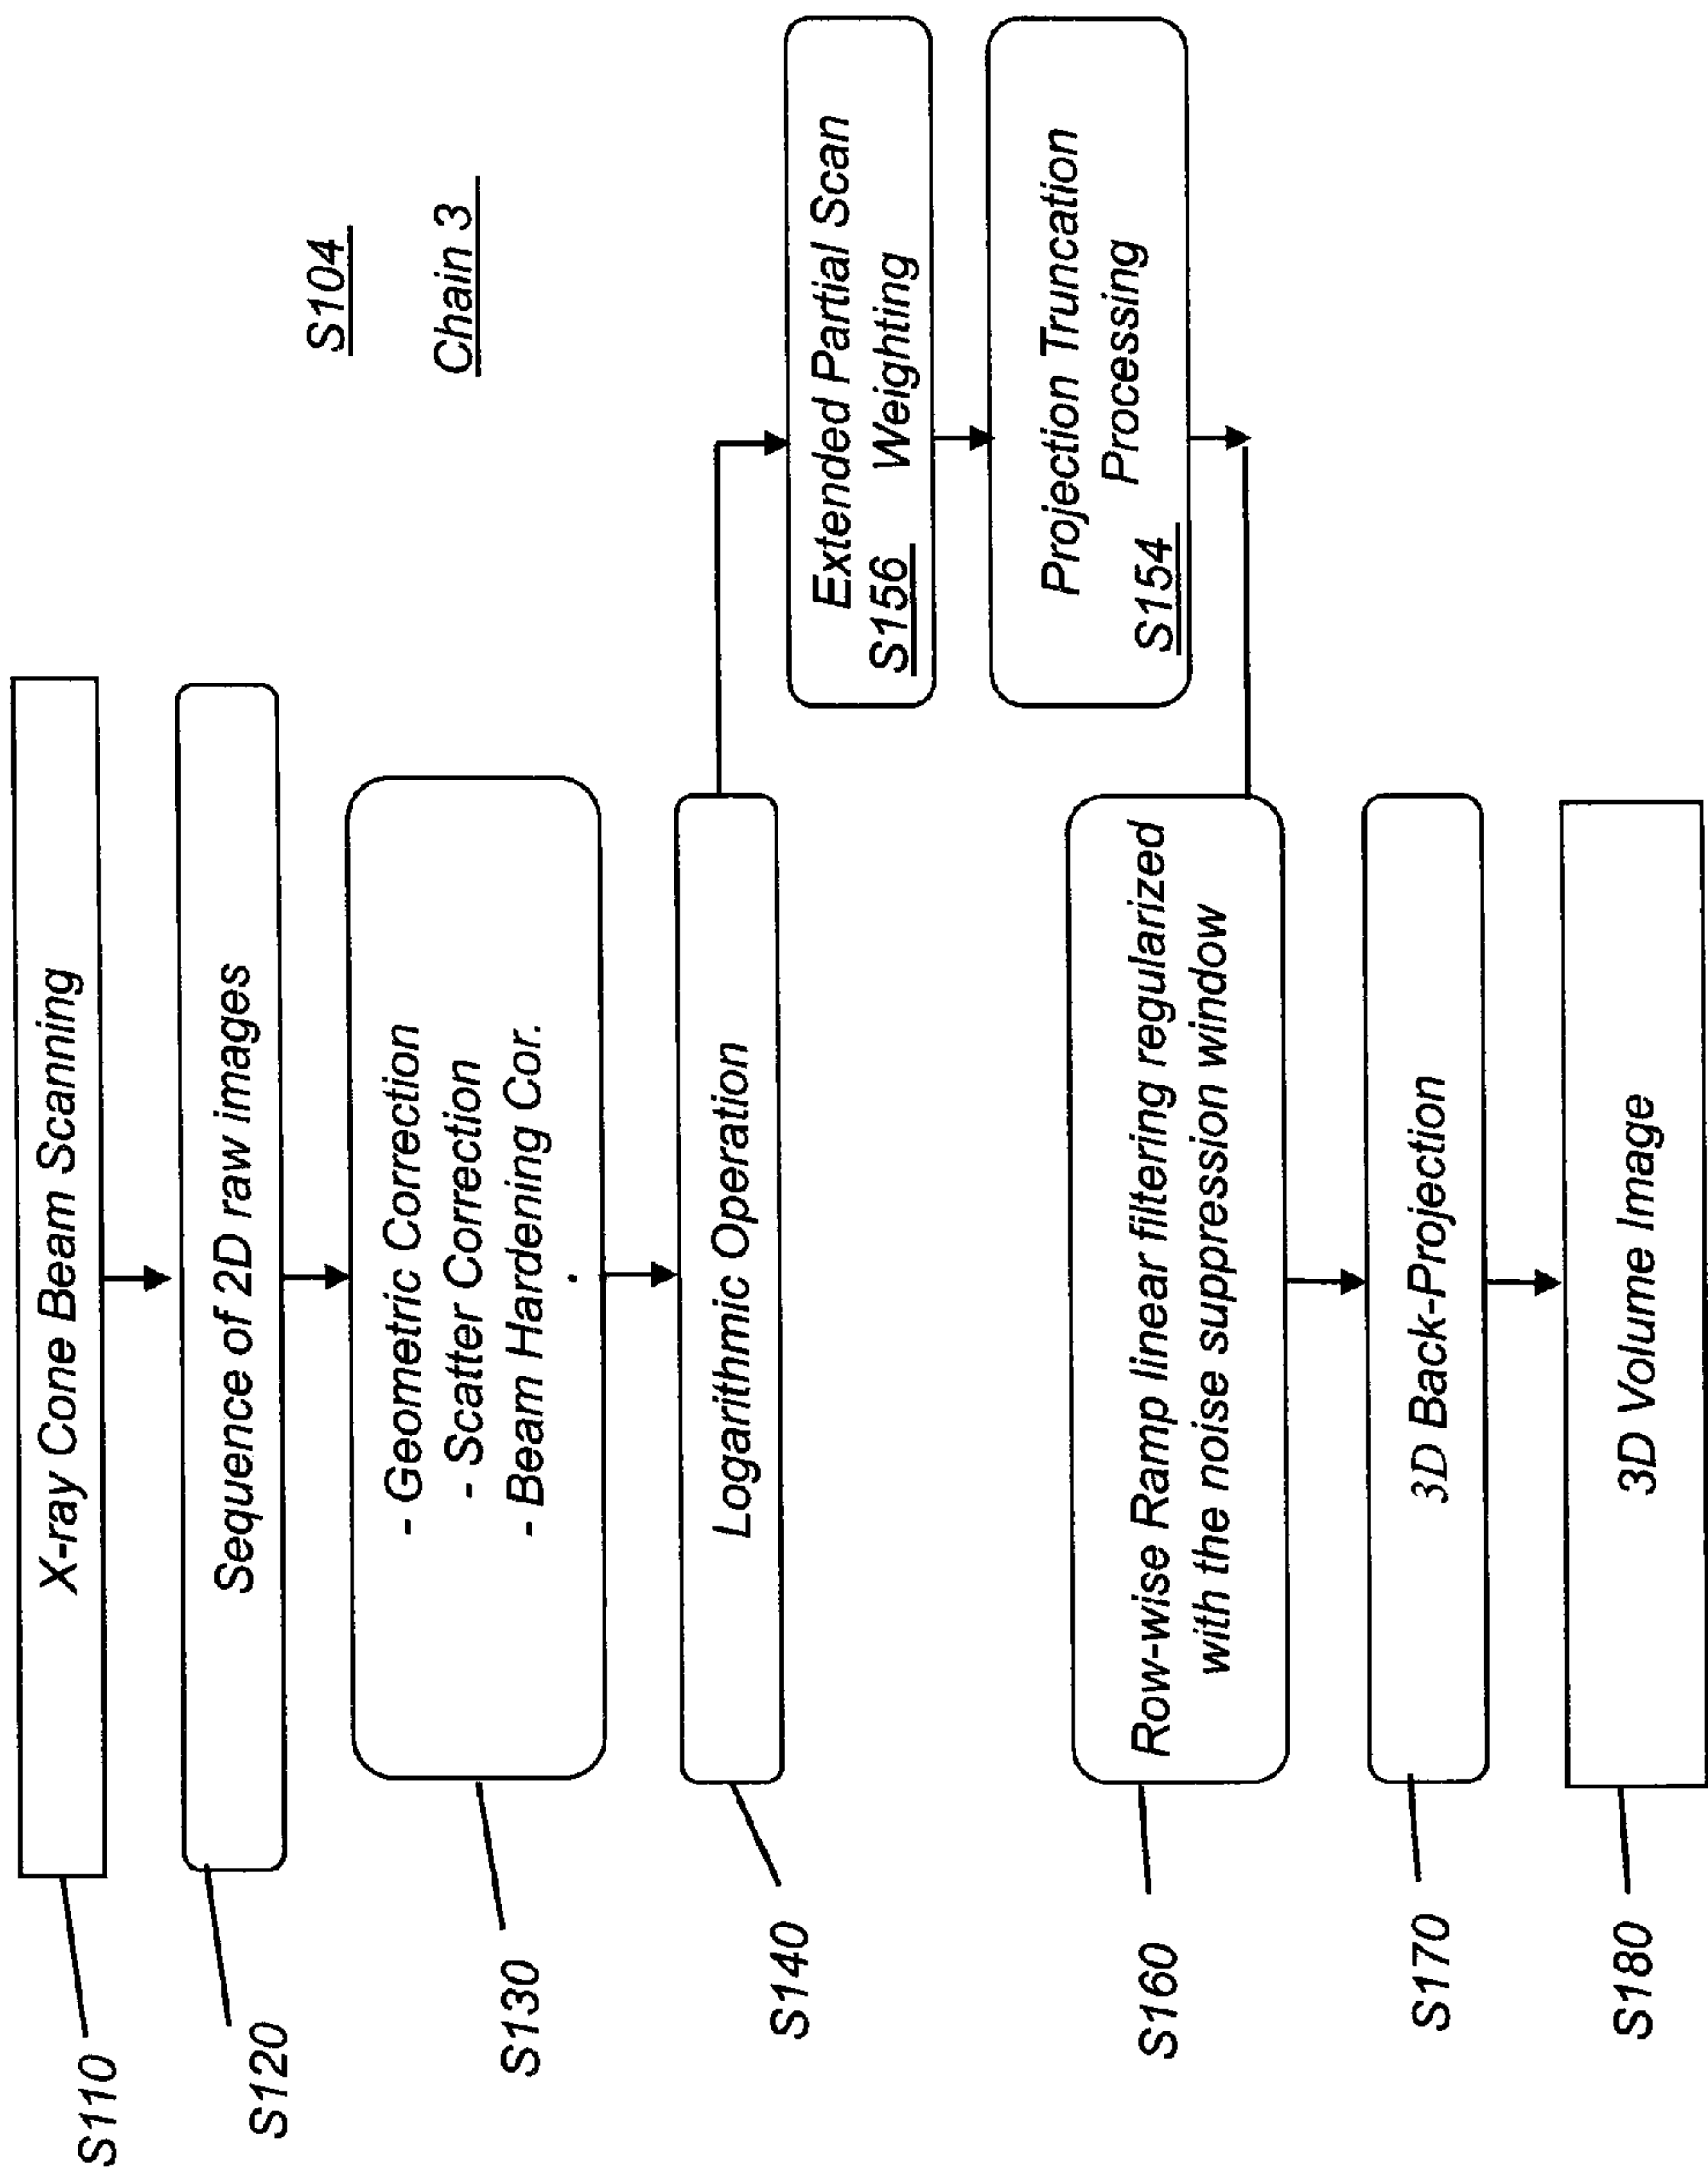 S110
X-ray Cone Beam Scanning
S120
Sequence of 2D raw images
S104
Chain 3
S130
- Geometric Correction
- Scatter Correction
- Beam Hardening Cor.
.
S140
Logarithmic Operation
Extended Partial Scan
S156 Weighting
Projection Truncation
Processing
S154
S160
Row-wise Ramp linear filtering regularized
with the noise suppression window
S170
3D Back-Projection
S180
3D Volume Image